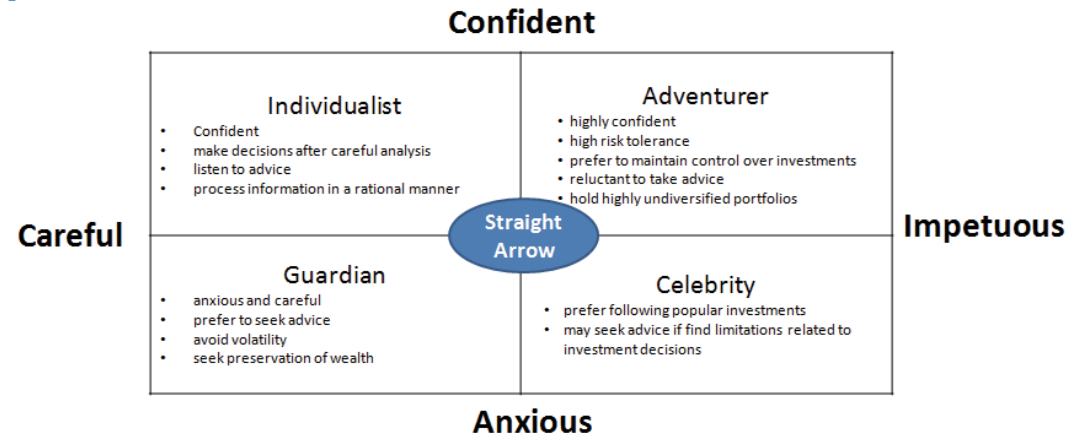 Confident
Individualist
• Confident
• make decisions after careful analysis
• listen to advice
• process information in a rational manner
Adventurer
• highly confident
• high risk tolerance
• prefer to maintain control over investments
• reluctant to take advice
• hold highly undiversified portfolios
Careful
Straight
Arrow
Impetuous
Guardian
• anxious and careful
• prefer to seek advice
• avoid volatility
• seek preservation of wealth
Celebrity
• prefer following popular investments
• may seek advice if find limitations related to
investment decisions
Anxious